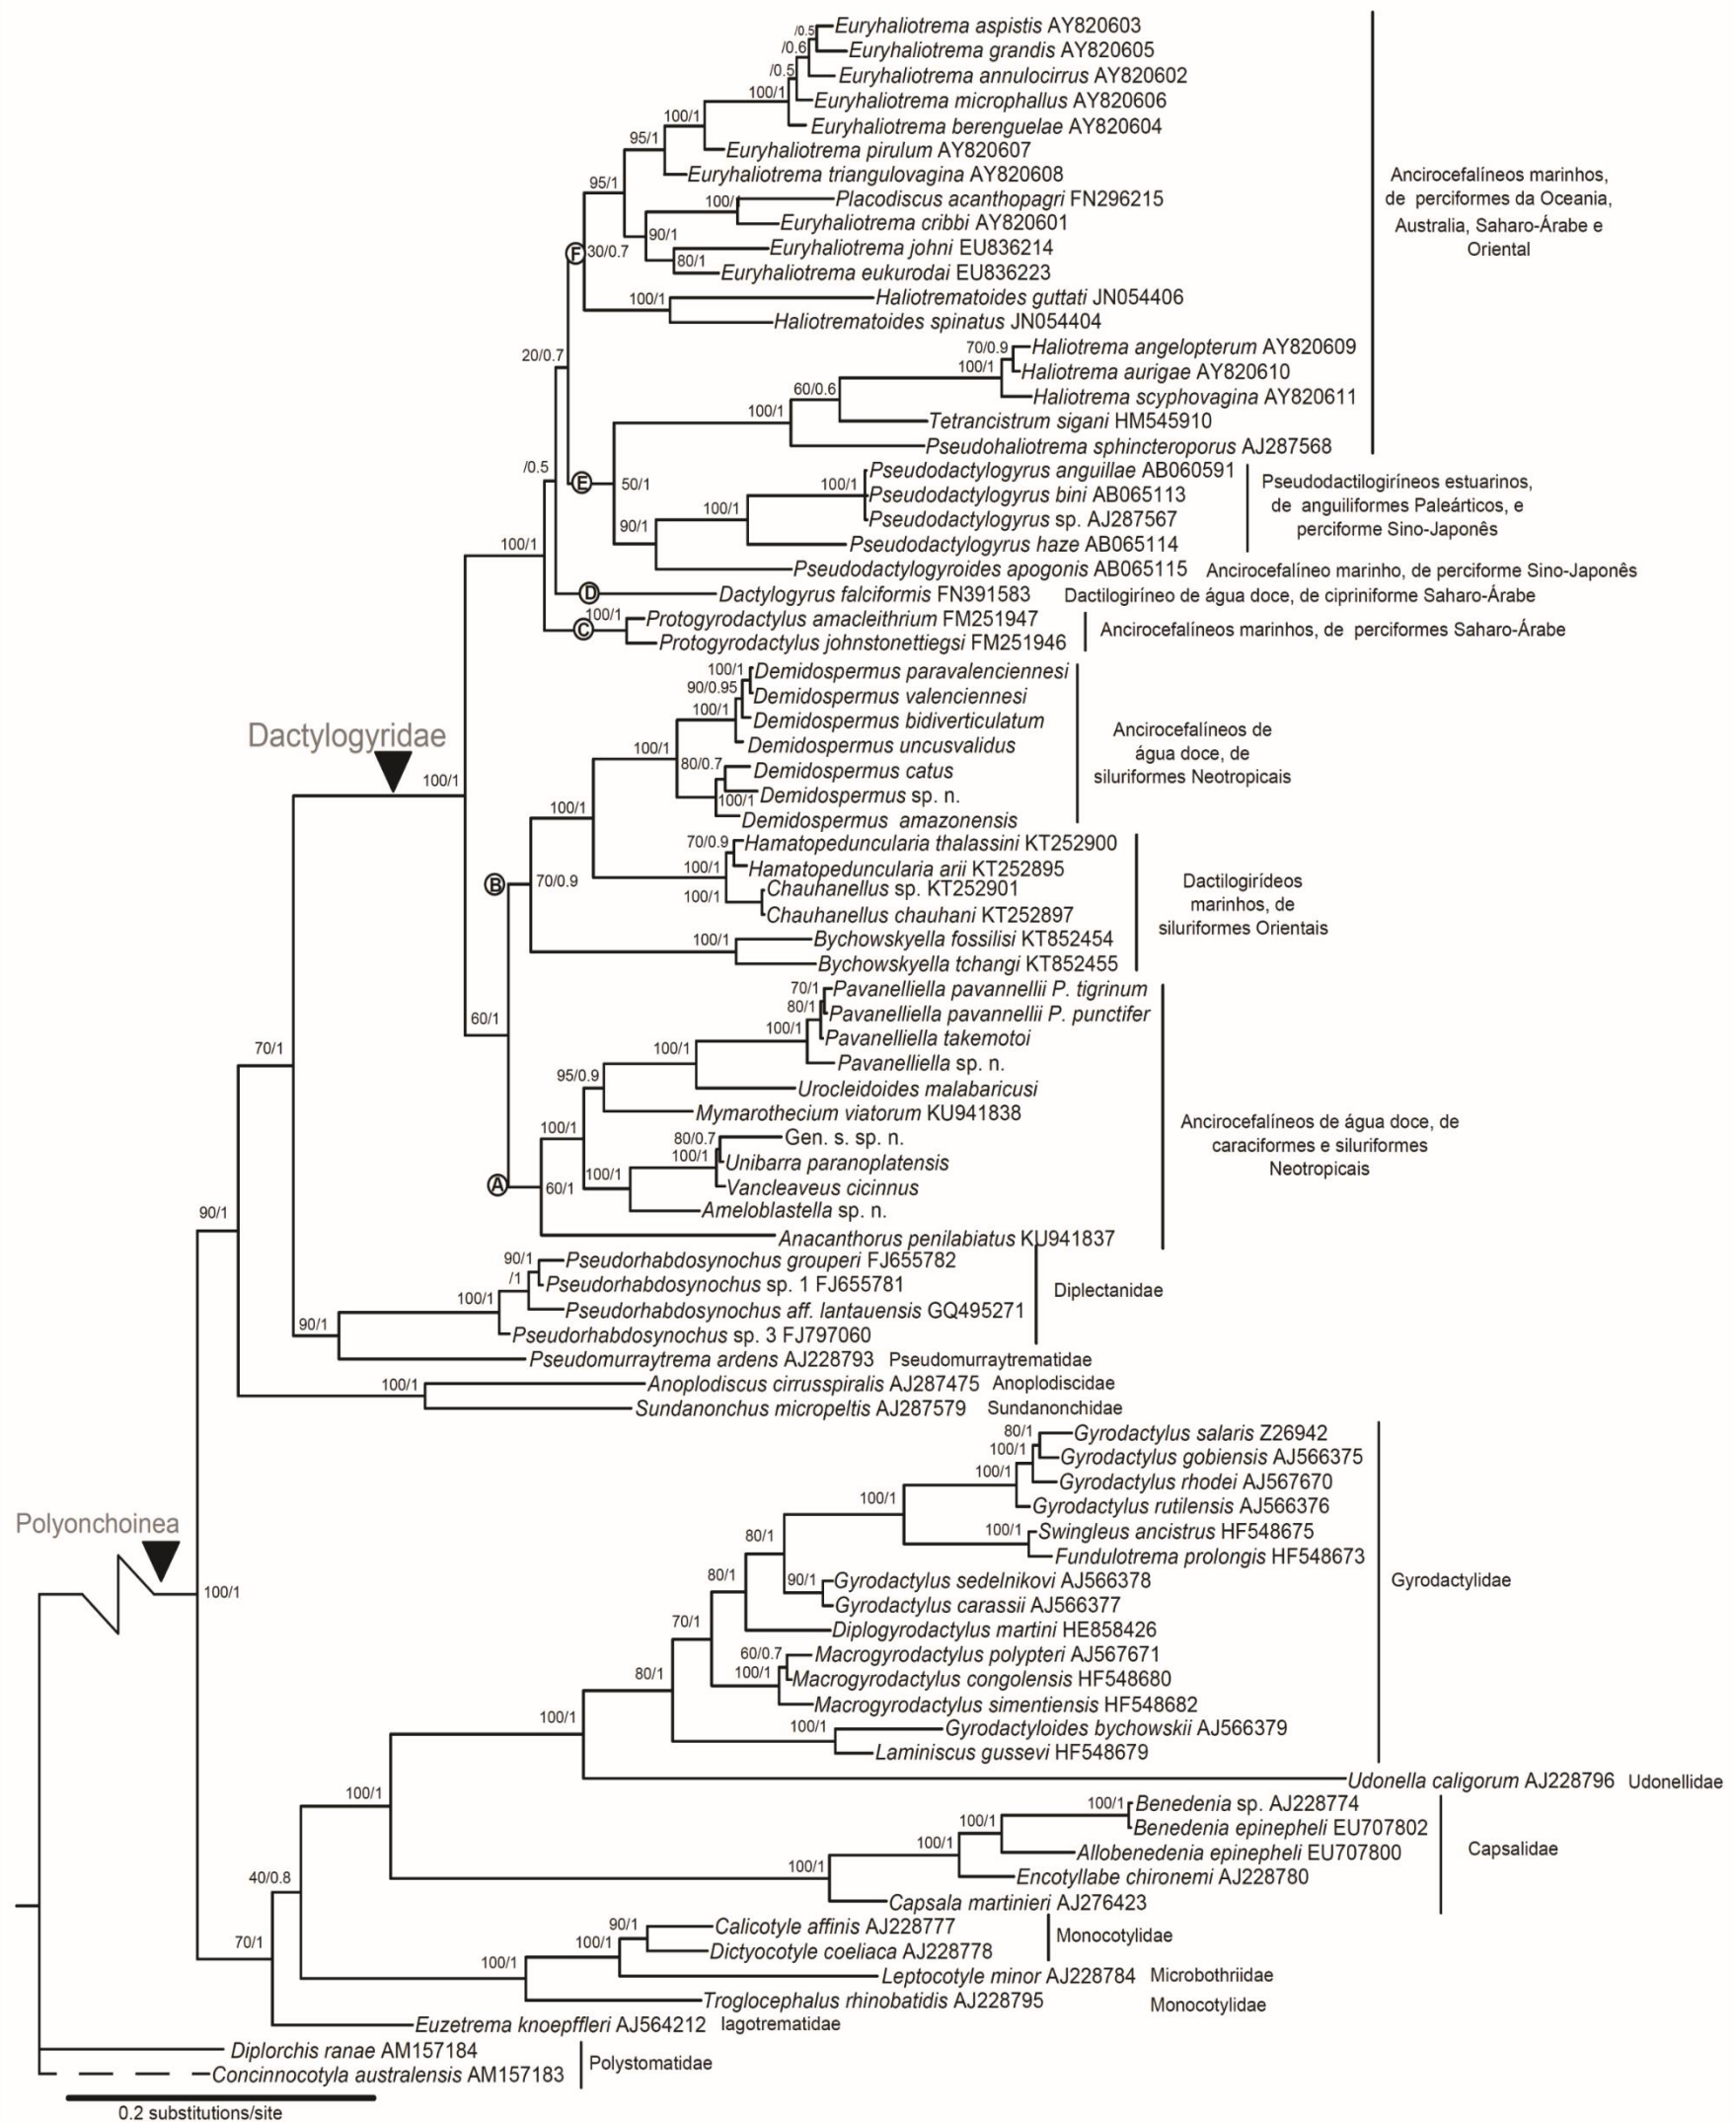 /0.5
Euryhaliotrema aspistis AY820603
/0.6
Euryhaliotrema grandis AY820605
/0.5
Euryhaliotrema annulocirrus AY820602
100/1
Euryhaliotrema microphallus AY820606
100/1
Euryhaliotrema berenguelae AY820604
95/1
Euryhaliotrema pirulum AY820607
Euryhaliotrema triangulovagina AY820608
Ancirocefalíneos marinhos,
de perciformes da Oceania,
Australia, Saharo-Árabe e
Oriental
95/1
100/
Placodiscus acanthopagri FN296215
Euryhaliotrema cribbi AY820601
90/1
F
30/0.7
Euryhaliotrema johni EU836214
80/1
Euryhaliotrema eukurodai EU836223
100/1
Haliotrematoides guttati JN054406
Haliotrematoides spinatus JN054404
20/0.7
70/0.9
Haliotrema angelopterum AY820609
100/1
Haliotrema aurigae AY820610
60/0.6
Haliotrema scyphovagina AY820611
100/1
Tetrancistrum sigani HM545910
Pseudohaliotrema sphincteroporus AJ287568
/0.5
E
50/1
Pseudodactylogyrus anguillae AB060591
100/1
Pseudodactylogyrus bini AB065113
100/1
Pseudodactylogyrus sp. AJ287567
90/1
Pseudodactylogyrus haze AB065114
Pseudodactilogiríneos estuarinos,
de anguiliformes Paleárticos, e
perciforme Sino-Japonês
100/1
Pseudodactylogyroides apogonis AB065115 Ancirocefalíneo marinho, de perciforme Sino-Japonês
D
Dactylogyrus falciformis FN391583 Dactilogiríneo de água doce, de cipriniforme Saharo-Árabe
C
100/1
Protogyrodactylus amacleithrium FM251947
Protogyrodactylus johnstonettiegsi FM251946
Ancirocefalíneos marinhos, de perciformes Saharo-Árabe
Dactylogyridae
100/1
100/1
Demidospermus paravalenciennesi
90/0.95
Demidospermus valenciennesi
100/1
Demidospermus bidiverticulatum
100/1
Demidospermus uncusvalidus
80/0.7
Demidospermus catus
100/1
Demidospermus sp. n.
Demidospermus amazonensis
Ancirocefalíneos de
água doce, de
siluriformes Neotropicais
100/1
70/0.9
Hamatopeduncularia thalassini KT252900
100/1
Hamatopeduncularia arii KT252895
B
70/0.9
100/1
Chauhanellus sp. KT252901
Chauhanellus chauhani KT252897
100/1
Bychowskyella fossilisi KT852454
Bychowskyella tchangi KT852455
Dactilogirídeos
marinhos, de
siluriformes Orientais
60/1
70/1
Pavanelliella pavannellii P. tigrinum
80/1
Pavanelliella pavannellii P. punctifer
100/1
Pavanelliella takemotoi
100/1
Pavanelliella sp. n.
95/0.9
Urocleidoides malabaricusi
Mymarothecium viatorum KU941838
100/1
80/0.7
Gen. s. sp. n.
100/1
Unibarra paranoplatensis
100/1
Vancleaveus cicinnus
A
60/1
Ameloblastella sp. n.
Anacanthorus penilabiatus KU941837
Ancirocefalíneos de água doce, de
caraciformes e siluriformes
Neotropicais
70/1
90/1
90/1
Pseudorhabdosynochus grouperi FJ655782
/1
Pseudorhabdosynochus sp. 1 FJ655781
100/1
Pseudorhabdosynochus aff. lantauensis GQ495271
90/1
Pseudorhabdosynochus sp. 3 FJ797060
Diplectanidae
Pseudomurraytrema ardens AJ228793 Pseudomurraytrematidae
100/1
Anoplodiscus cirrusspiralis AJ287475 Anoplodiscidae
Sundanonchus micropeltis AJ287579 Sundanonchidae
Polyonchoinea
100/1
80/1
Gyrodactylus salaris Z26942
100/1
Gyrodactylus gobiensis AJ566375
100/1
Gyrodactylus rhodei AJ567670
100/1
Gyrodactylus rutilensis AJ566376
100/1
Swingleus ancistrus HF548675
80/1
Fundulotrema prolongis HF548673
80/1
90/1
Gyrodactylus sedelnikovi AJ566378
Gyrodactylus carassii AJ566377
70/1
Diplogyrodactylus martini HE858426
60/0.7
Macrogyrodactylus polypteri AJ567671
80/1
100/1
Macrogyrodactylus congolensis HF548680
Macrogyrodactylus simentiensis HF548682
100/1
100/1
Gyrodactyloides bychowskii AJ566379
Laminiscus gussevi HF548679
Gyrodactylidae
Udonella caligorum AJ228796 Udonellidae
100/1
100/1
Benedenia sp. AJ228774
100/1
Benedenia epinepheli EU707802
100/1
Allobenedenia epinepheli EU707800
100/1
Encotyllabe chironemi AJ228780
Capsala martinieri AJ276423
Capsalidae
40/0.8
70/1
90/1
Calicotyle affinis AJ228777
100/1
Dictyocotyle coeliaca AJ228778
Monocotylidae
100/1
Leptocotyle minor AJ228784 Microbothriidae
Troglocephalus rhinobatidis AJ228795 Monocotylidae
Euzetrema knoepffleri AJ564212 Iagotrematidae
Diplorchis ranae AM157184
Concinnocotyla australensis AM157183
Polystomatidae
0.2 substitutions/site